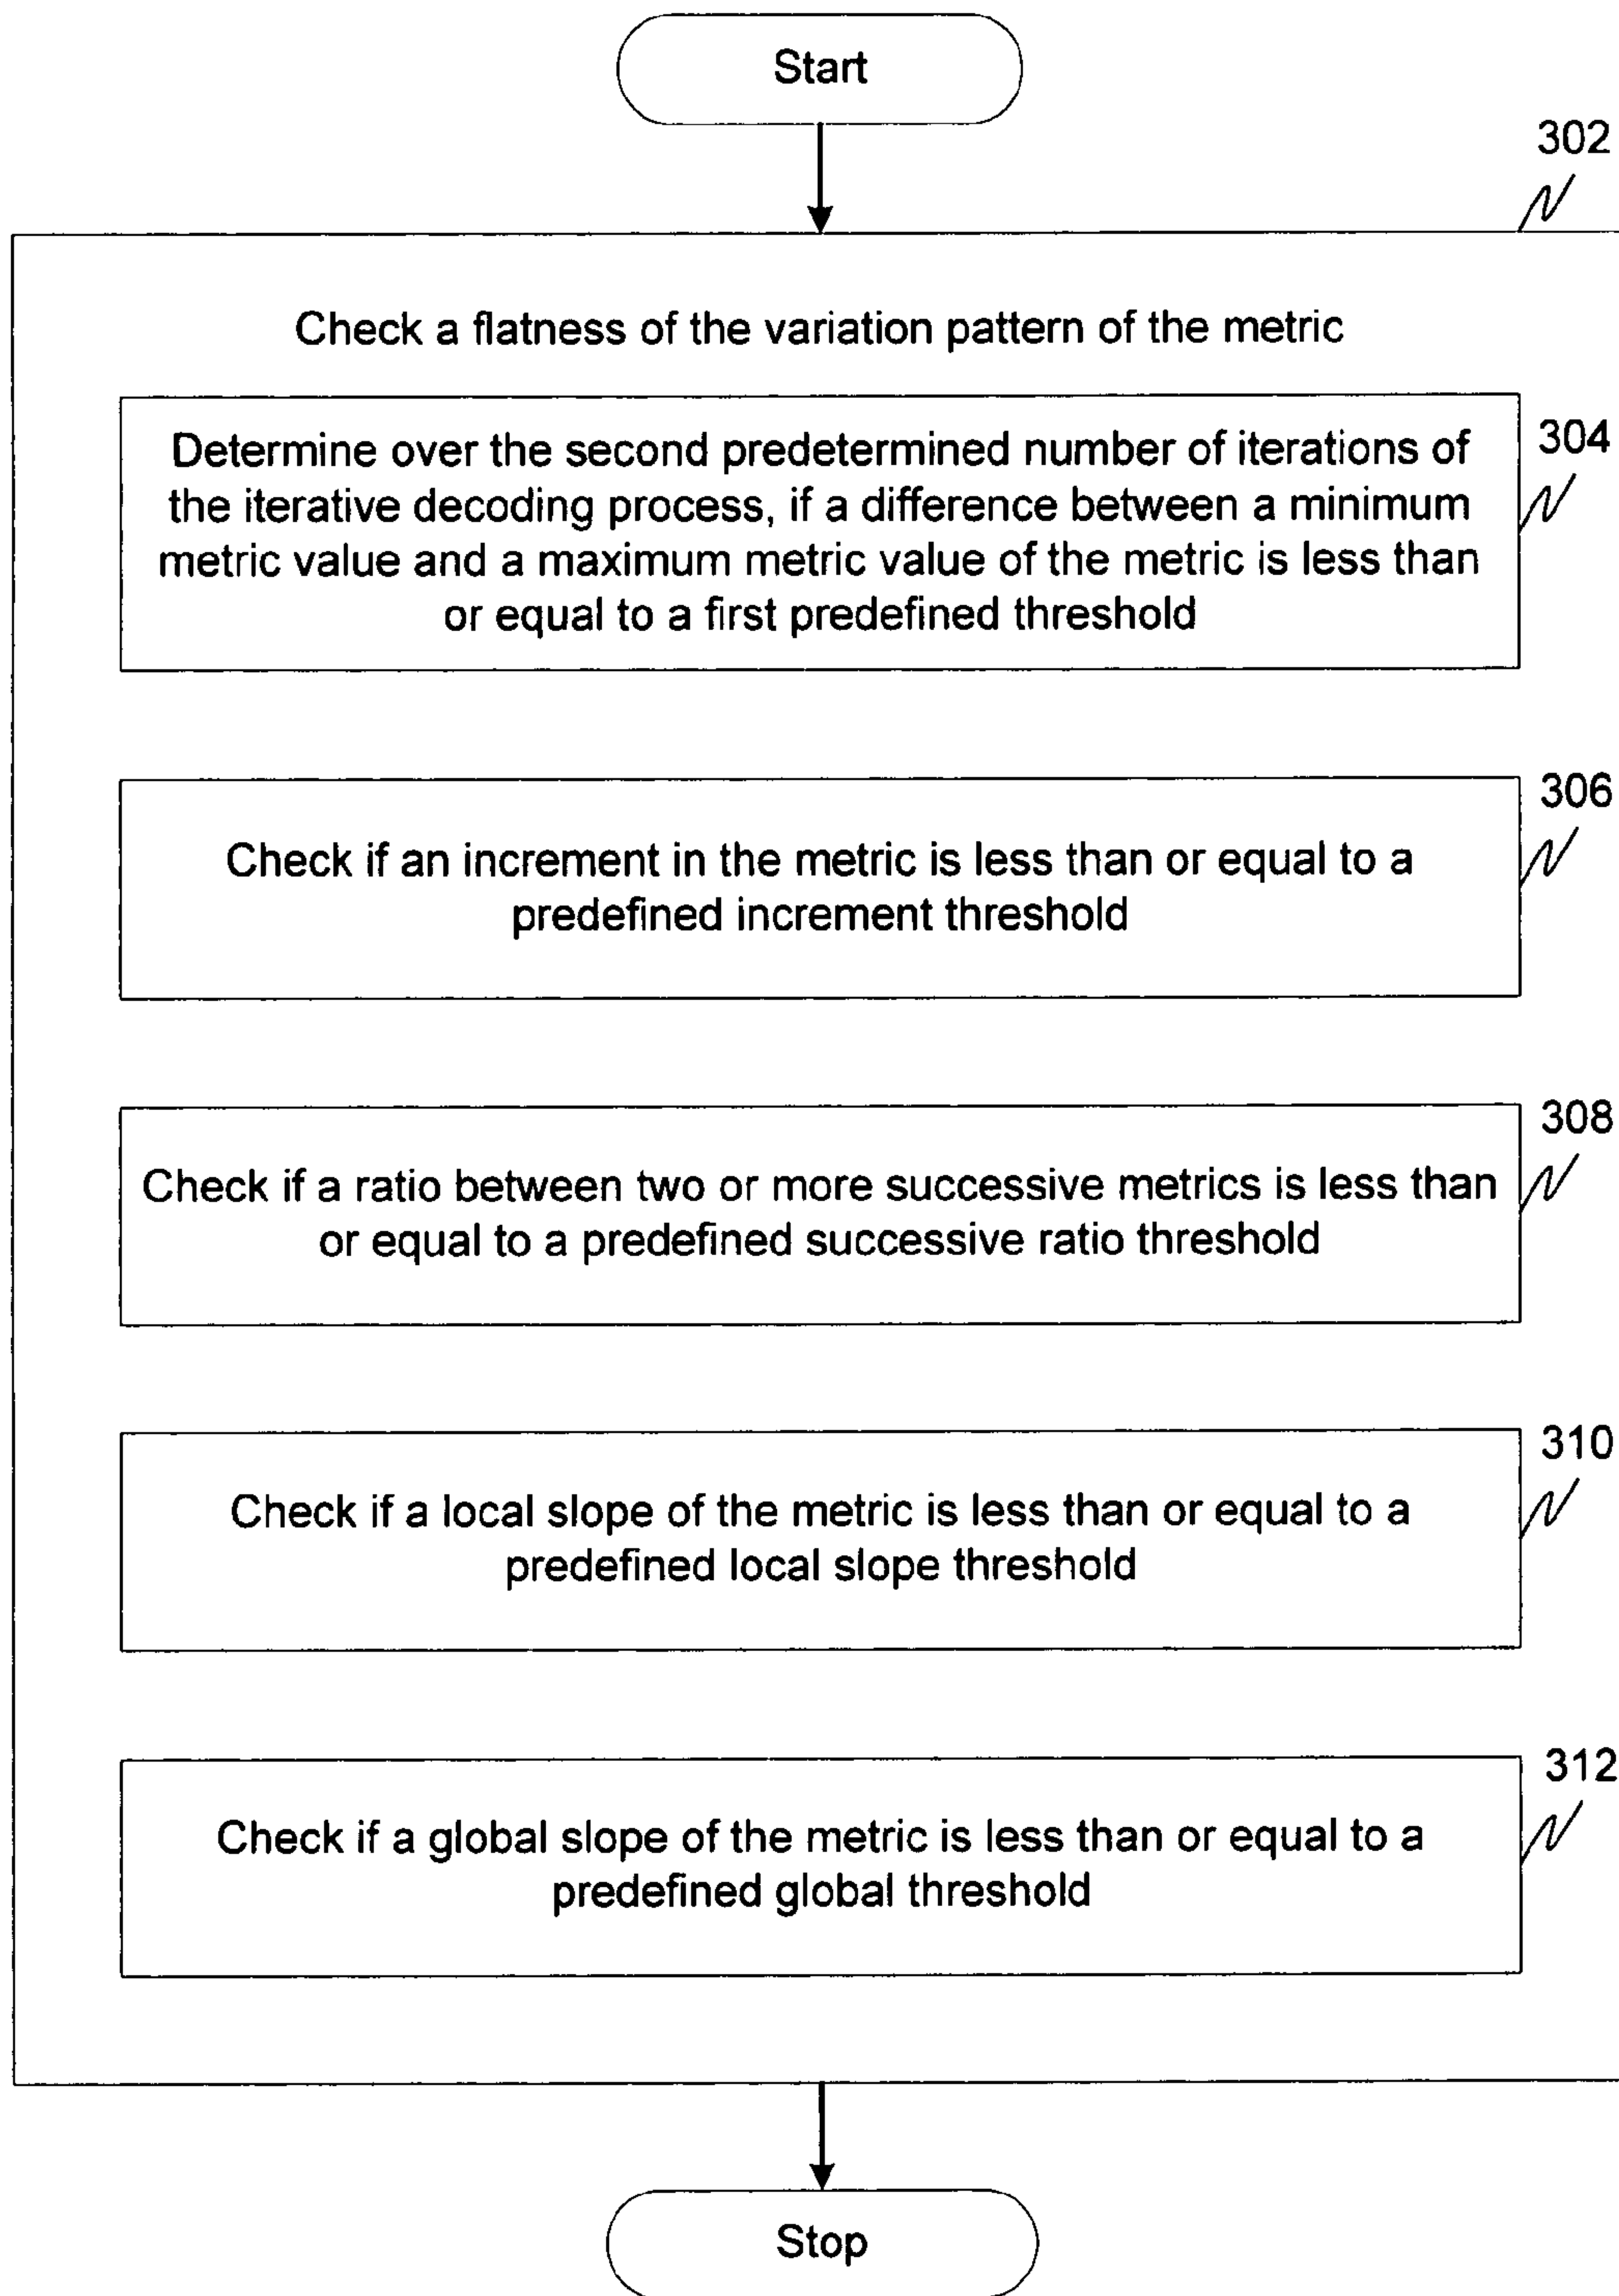 Start
302
Check a flatness of the variation pattern of the metric
Determine over the second predetermined number of iterations of
the iterative decoding process, if a difference between a minimum
metric value and a maximum metric value of the metric is less than
or equal to a first predefined threshold
304
306
Check if an increment in the metric is less than or equal to a
predefined increment threshold
308
Check if a ratio between two or more successive metrics is less than
or equal to a predefined successive ratio threshold
310
Check if a local slope of the metric is less than or equal to a
predefined local slope threshold
312
Check if a global slope of the metric is less than or equal to a
predefined global threshold
Stop